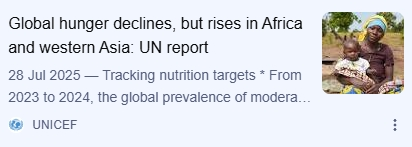 Global hunger declines, but rises in Africa
and western Asia: UN report
28 Jul 2025 — Tracking nutrition targets * From
2023 to 2024, the global prevalence of modera...
UNICEF